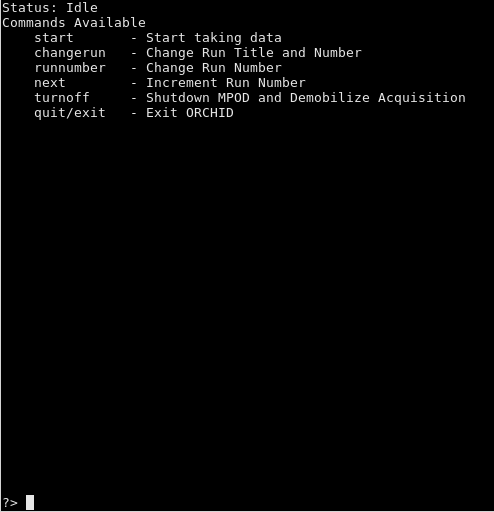 Status: Idle
Commands Available
    start       - Start taking data
    changerun   - Change Run Title and Number
    runnumber   - Change Run Number
    next        - Increment Run Number
    turnoff     - Shutdown MPOD and Demobilize Acquisition
    quit/exit   - Exit ORCHID
?>